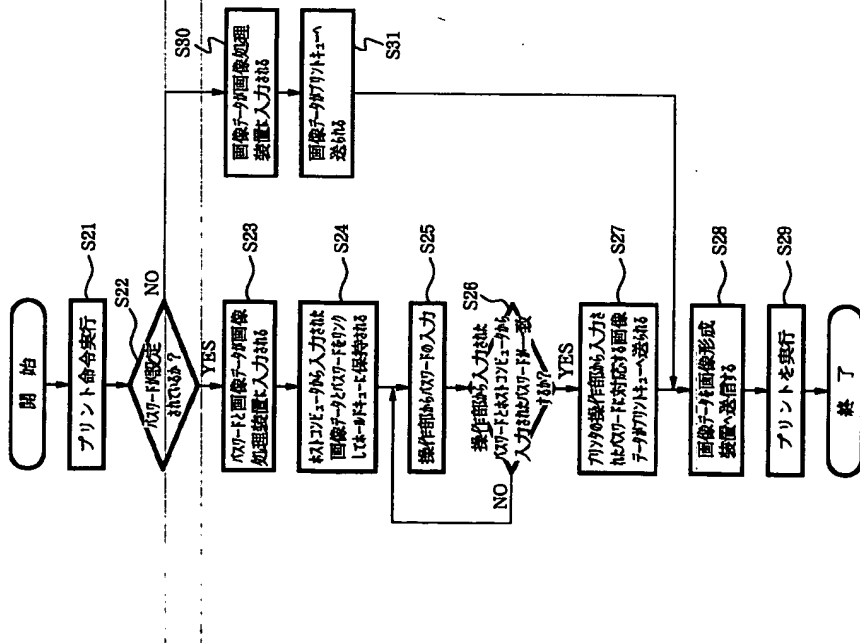 開 始
プリント命令実行
S21
パスワードが設定
されているか?
S22
NO
YES
パスワードと画像データが画像
処理装置に入力される
S23
ホストコンピュータから入力された
画像データとパスワードをリンク
してホールドキューに保持される
S24
操作部からパスワードの入力
S25
操作部から入力された
パスワードとホストコンピュータから
入力されたパスワードが一致
するか?
S26
NO
YES
プリンタの操作部から入力さ
れたパスワードに対応する画像
データがプリントキューへ送られる
S27
画像データを画像形成
装置へ送信する
S28
プリントを実行
S29
終 了
画像データが画像処理
装置に入力される
S30
画像データがプリントキューへ
送られる
S31